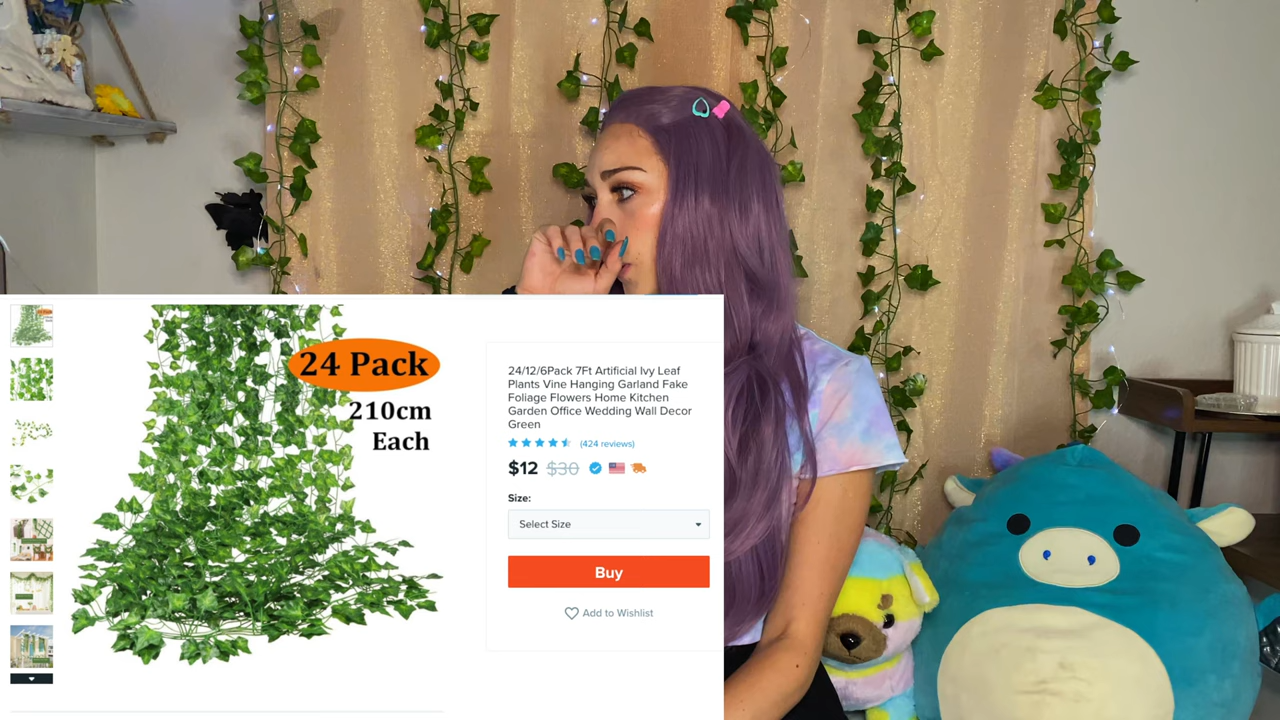 24 Pack
210cm
Each
24/12/6Pack 7Ft Artificial Ivy Leaf
Plants Vine Hanging Garland Fake
Foliage Flowers Home Kitchen
Garden Office Wedding Wall Decor
Green
(424 reviews)
$12 $30
Size:
Select Size
Buy
Add to Wishlist